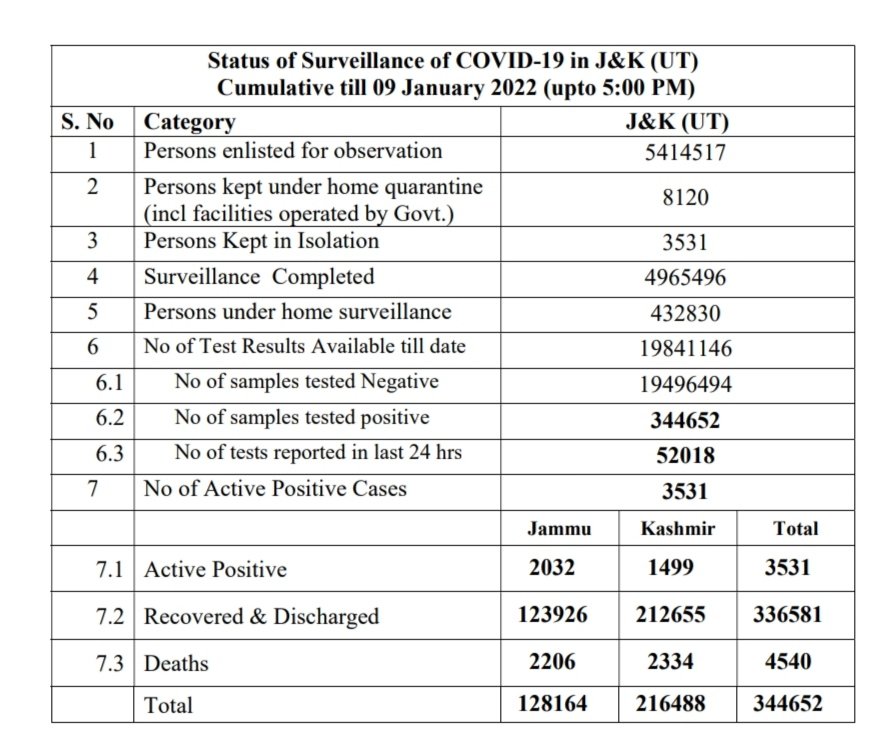 Status of Surveillance of COVID-19 in J&K (UT)
Cumulative till 09 January 2022 (upto 5:00 PM)
S. No Category J&K (UT)
1 Persons enlisted for observation 5414517
2 Persons kept under home quarantine
(incl facilities operated by Govt.) 8120
3 Persons Kept in Isolation 3531
4 Surveillance Completed 4965496
5 Persons under home surveillance 432830
6 No of Test Results Available till date 19841146
6.1 No of samples tested Negative 19496494
6.2 No of samples tested positive 344652
6.3 No of tests reported in last 24 hrs 52018
7 No of Active Positive Cases 3531
Jammu Kashmir Total
7.1 Active Positive 2032 1499 3531
7.2 Recovered & Discharged 123926 212655 336581
7.3 Deaths 2206 2334 4540
Total 128164 216488 344652